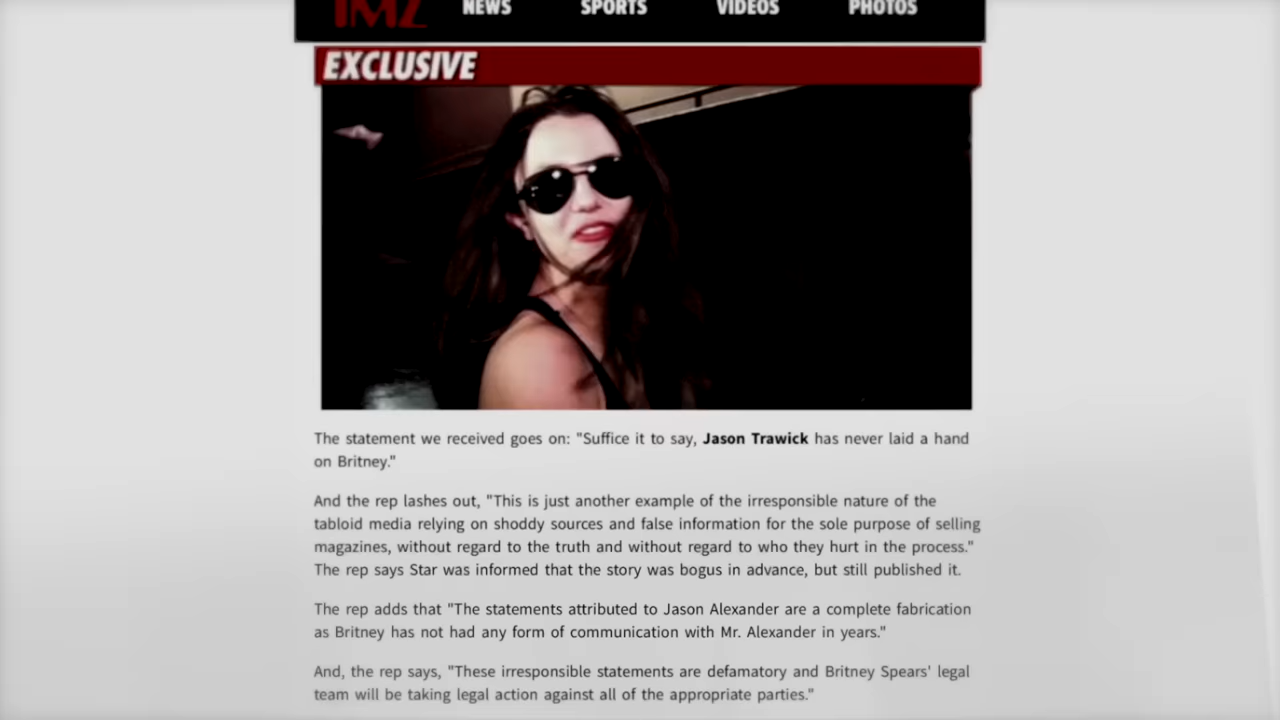 TMZ NEWS SPORTS VIDEOS PHOTOS
EXCLUSIVE
The statement we received goes on: "Suffice it to say, Jason Trawick has never laid a hand
on Britney."
And the rep lashes out, "This is just another example of the irresponsible nature of the
tabloid media relying on shoddy sources and false information for the sole purpose of selling
magazines, without regard to the truth and without regard to who they hurt in the process."
The rep says Star was informed that the story was bogus in advance, but still published it.
The rep adds that "The statements attributed to Jason Alexander are a complete fabrication
as Britney has not had any form of communication with Mr. Alexander in years."
And, the rep says, "These irresponsible statements are defamatory and Britney Spears' legal
team will be taking legal action against all of the appropriate parties."